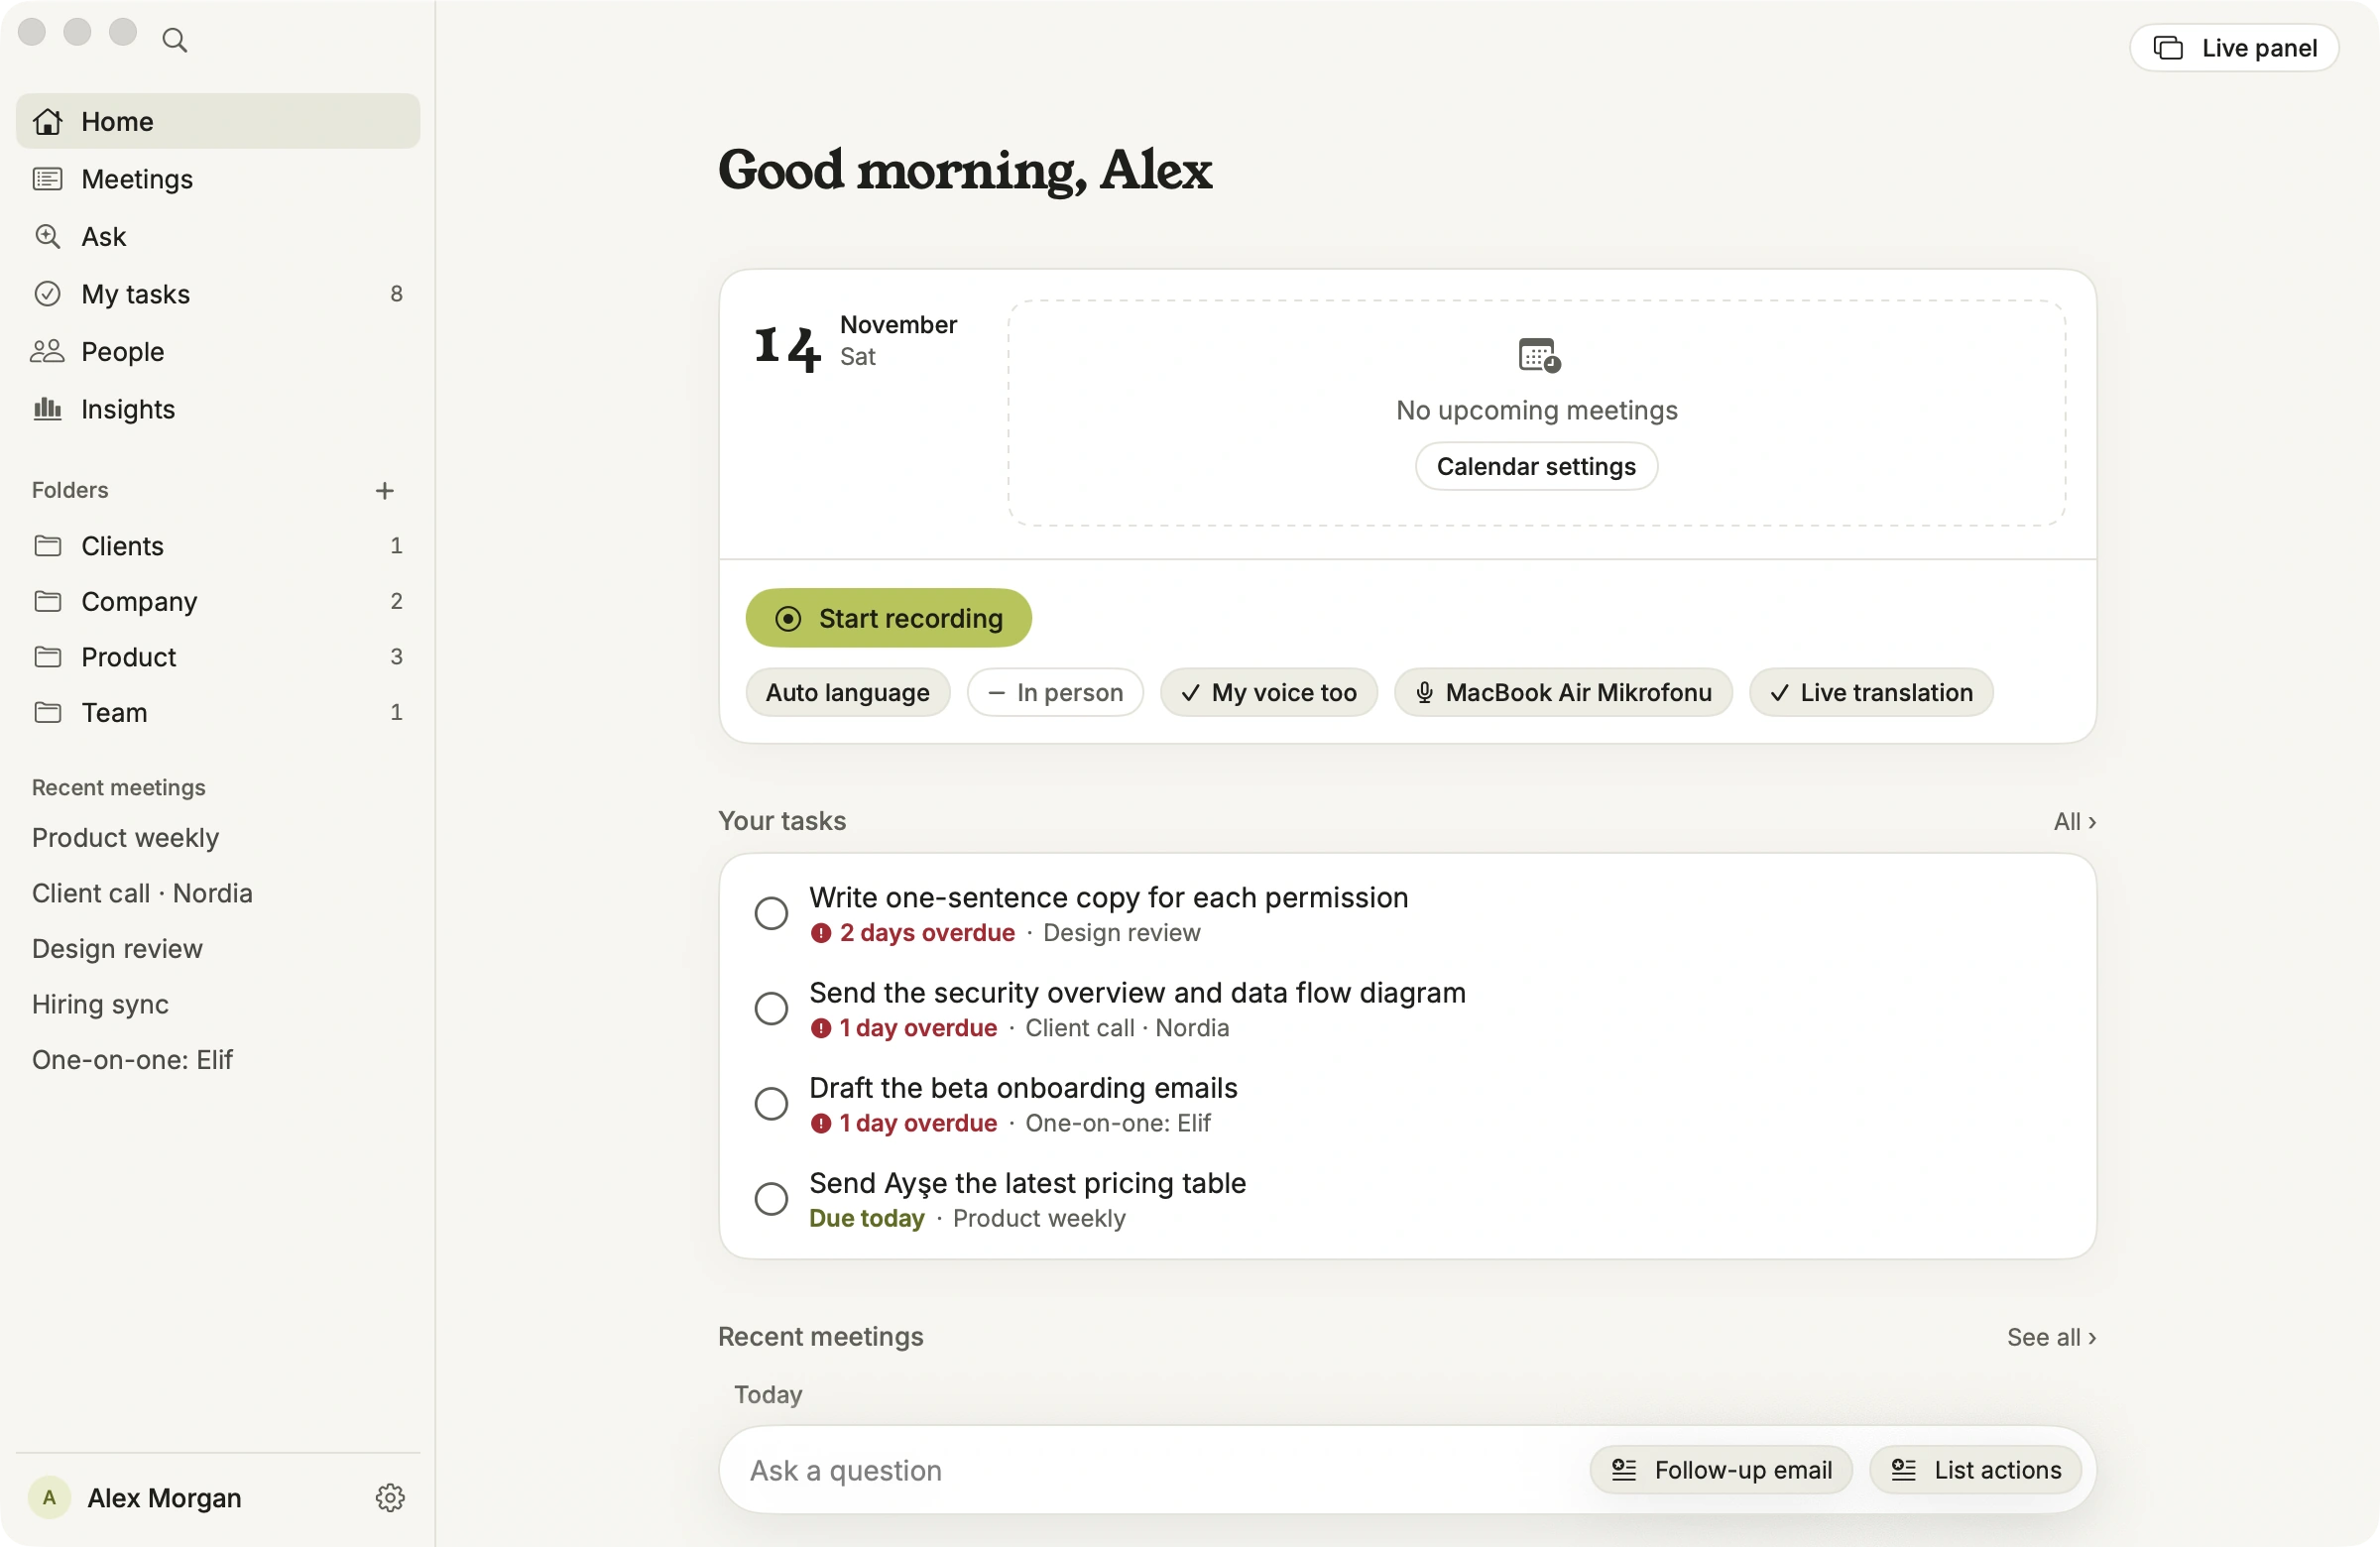 Live panel
Home
Meetings
Ask
My tasks 8
People
Insights
Folders
Clients 1
Company 2
Product 3
Team 1
Recent meetings
Product weekly
Client call · Nordia
Design review
Hiring sync
One-on-one: Elif
A Alex Morgan
Good morning, Alex
14 November
Sat
No upcoming meetings
Calendar settings
Start recording
Auto language
In person
My voice too
MacBook Air Mikrofonu
Live translation
Your tasks
All ›
Write one-sentence copy for each permission
2 days overdue · Design review
Send the security overview and data flow diagram
1 day overdue · Client call · Nordia
Draft the beta onboarding emails
1 day overdue · One-on-one: Elif
Send Ayşe the latest pricing table
Due today · Product weekly
Recent meetings
See all ›
Today
Ask a question
Follow-up email
List actions